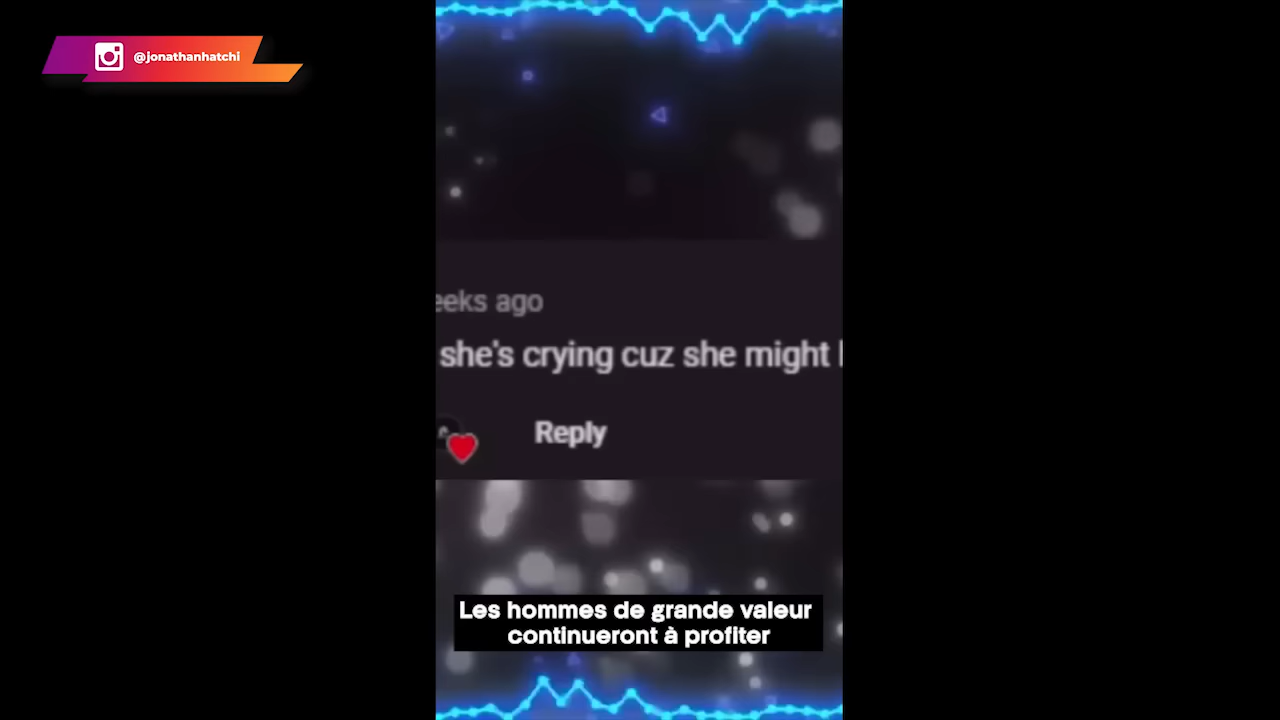 @jonathanhatchi
eeks ago
she's crying cuz she might
Reply
Les hommes de grande valeur
continueront à profiter